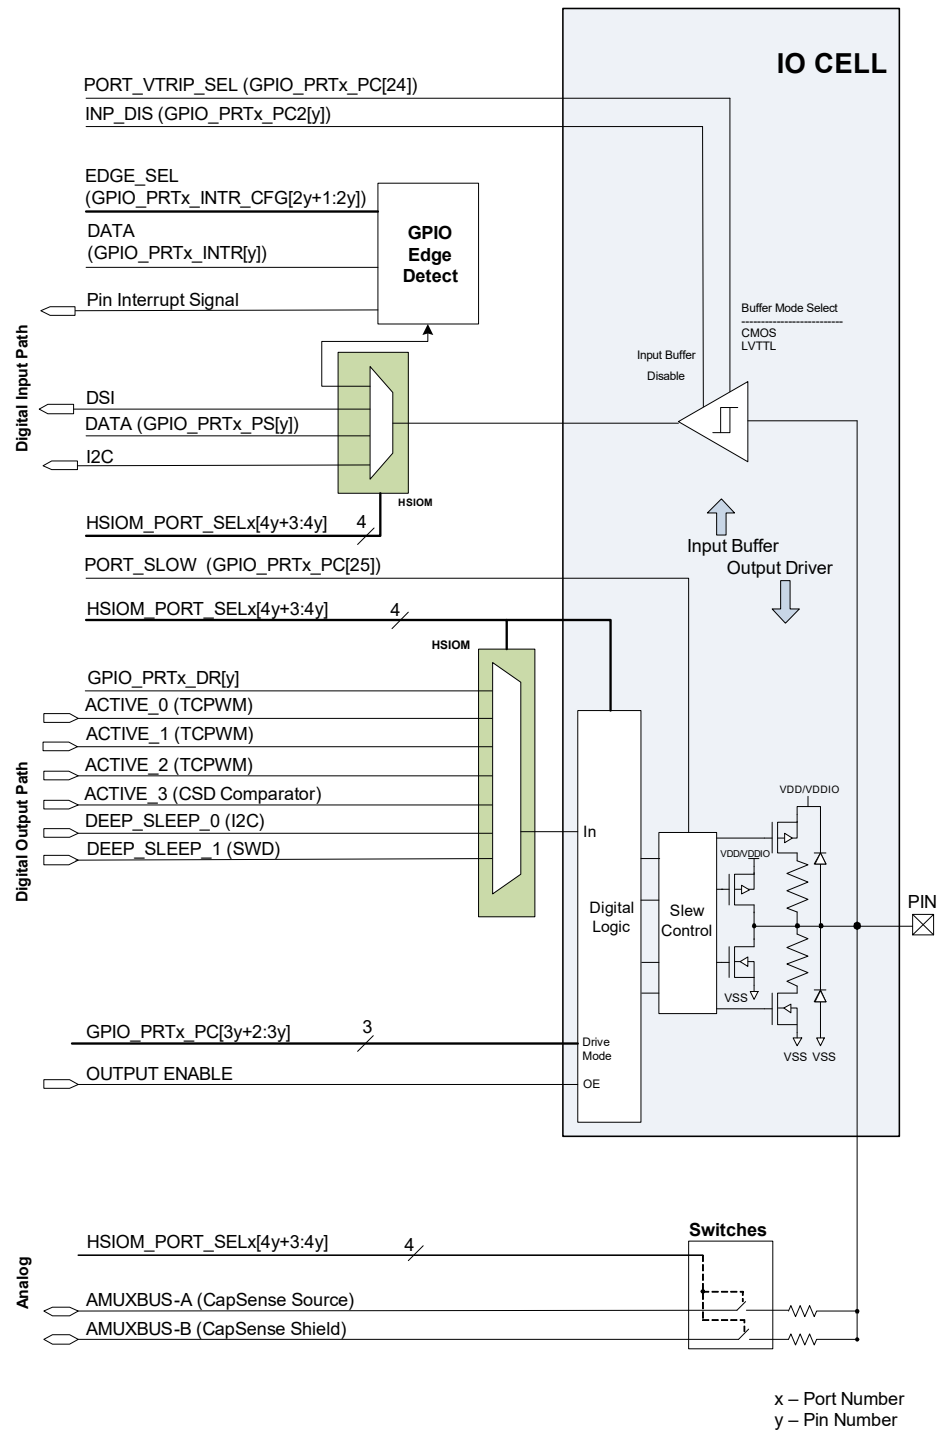 IO CELL
PORT_VTRIP_SEL (GPIO_PRTx_PC[24])
INP_DIS (GPIO_PRTx_PC2[y])
EDGE_SEL
(GPIO_PRTx_INTR_CFG[2y+1:2y])
DATA
(GPIO_PRTx_INTR[y])
Pin Interrupt Signal
GPIO
Edge
Detect
Digital Input Path
Buffer Mode Select
CMOS
LVTTL
Input Buffer
Disable
DSI
DATA (GPIO_PRTx_PS[y])
I2C
HSIOM
HSIOM_PORT_SELx[4y+3:4y]
4
Input Buffer
Output Driver
PORT_SLOW (GPIO_PRTx_PC[25])
HSIOM_PORT_SELx[4y+3:4y]
4
HSIOM
Digital Output Path
GPIO_PRTx_DR[y]
ACTIVE_0 (TCPWM)
ACTIVE_1 (TCPWM)
ACTIVE_2 (TCPWM)
ACTIVE_3 (CSD Comparator)
DEEP_SLEEP_0 (I2C)
DEEP_SLEEP_1 (SWD)
In
Digital
Logic
Slew
Control
VDD/VDDIO
VDD/VDDIO
PIN
VSS
VSS
VSS
GPIO_PRTx_PC[3y+2:3y]
3
Drive
Mode
OUTPUT ENABLE
OE
Analog
Switches
HSIOM_PORT_SELx[4y+3:4y]
4
AMUXBUS-A (CapSense Source)
AMUXBUS-B (CapSense Shield)
x – Port Number
y – Pin Number